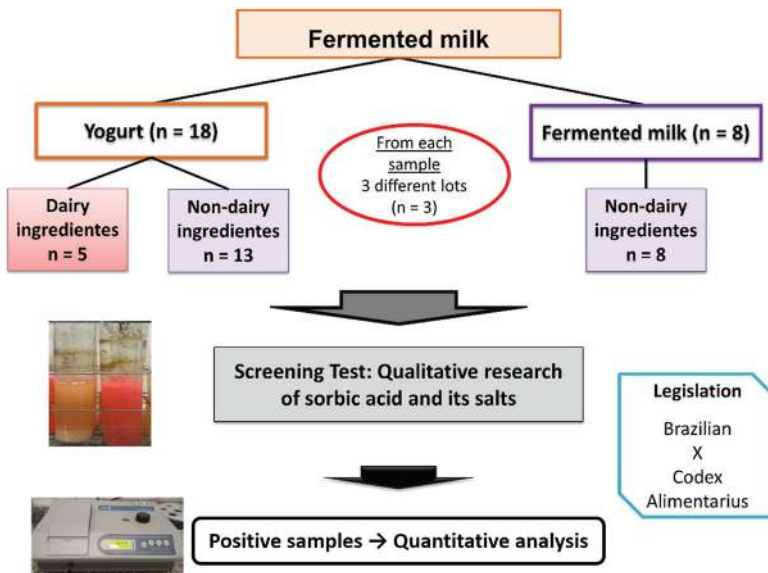 Fermented milk
Yogurt (n = 18)
From each
sample
3 different lots
(n = 3)
Fermented milk (n = 8)
Dairy
ingredientes
n = 5
Non-dairy
ingredientes
n = 13
Non-dairy
ingredientes
n = 8
Screening Test: Qualitative research
of sorbic acid and its salts
Legislation
Brazilian
X
Codex
Alimentarius
Positive samples → Quantitative analysis